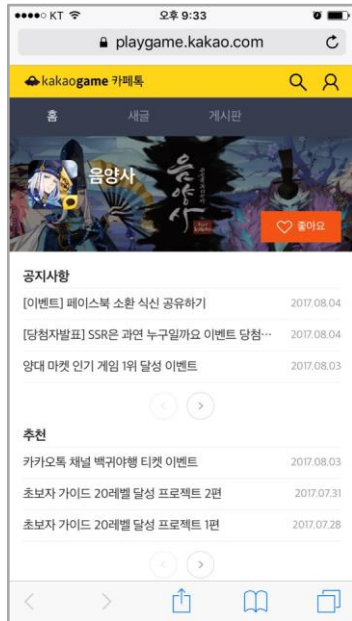 KT 오후 9:33
playgame.kakao.com
kakaogame 카페톡
홈 새글 게시판
음양사
음양사
좋아요
공지사항
[이벤트] 페이스북 소환 식신 공유하기 2017.08.04
[당첨자발표] SSR은 과연 누구일까요 이벤트 당첨⋯ 2017.08.04
양대 마켓 인기 게임 1위 달성 이벤트 2017.08.03
추천
카카오톡 채널 백귀야행 티켓 이벤트 2017.08.03
초보자 가이드 20레벨 달성 프로젝트 2편 2017.07.31
초보자 가이드 20레벨 달성 프로젝트 1편 2017.07.28